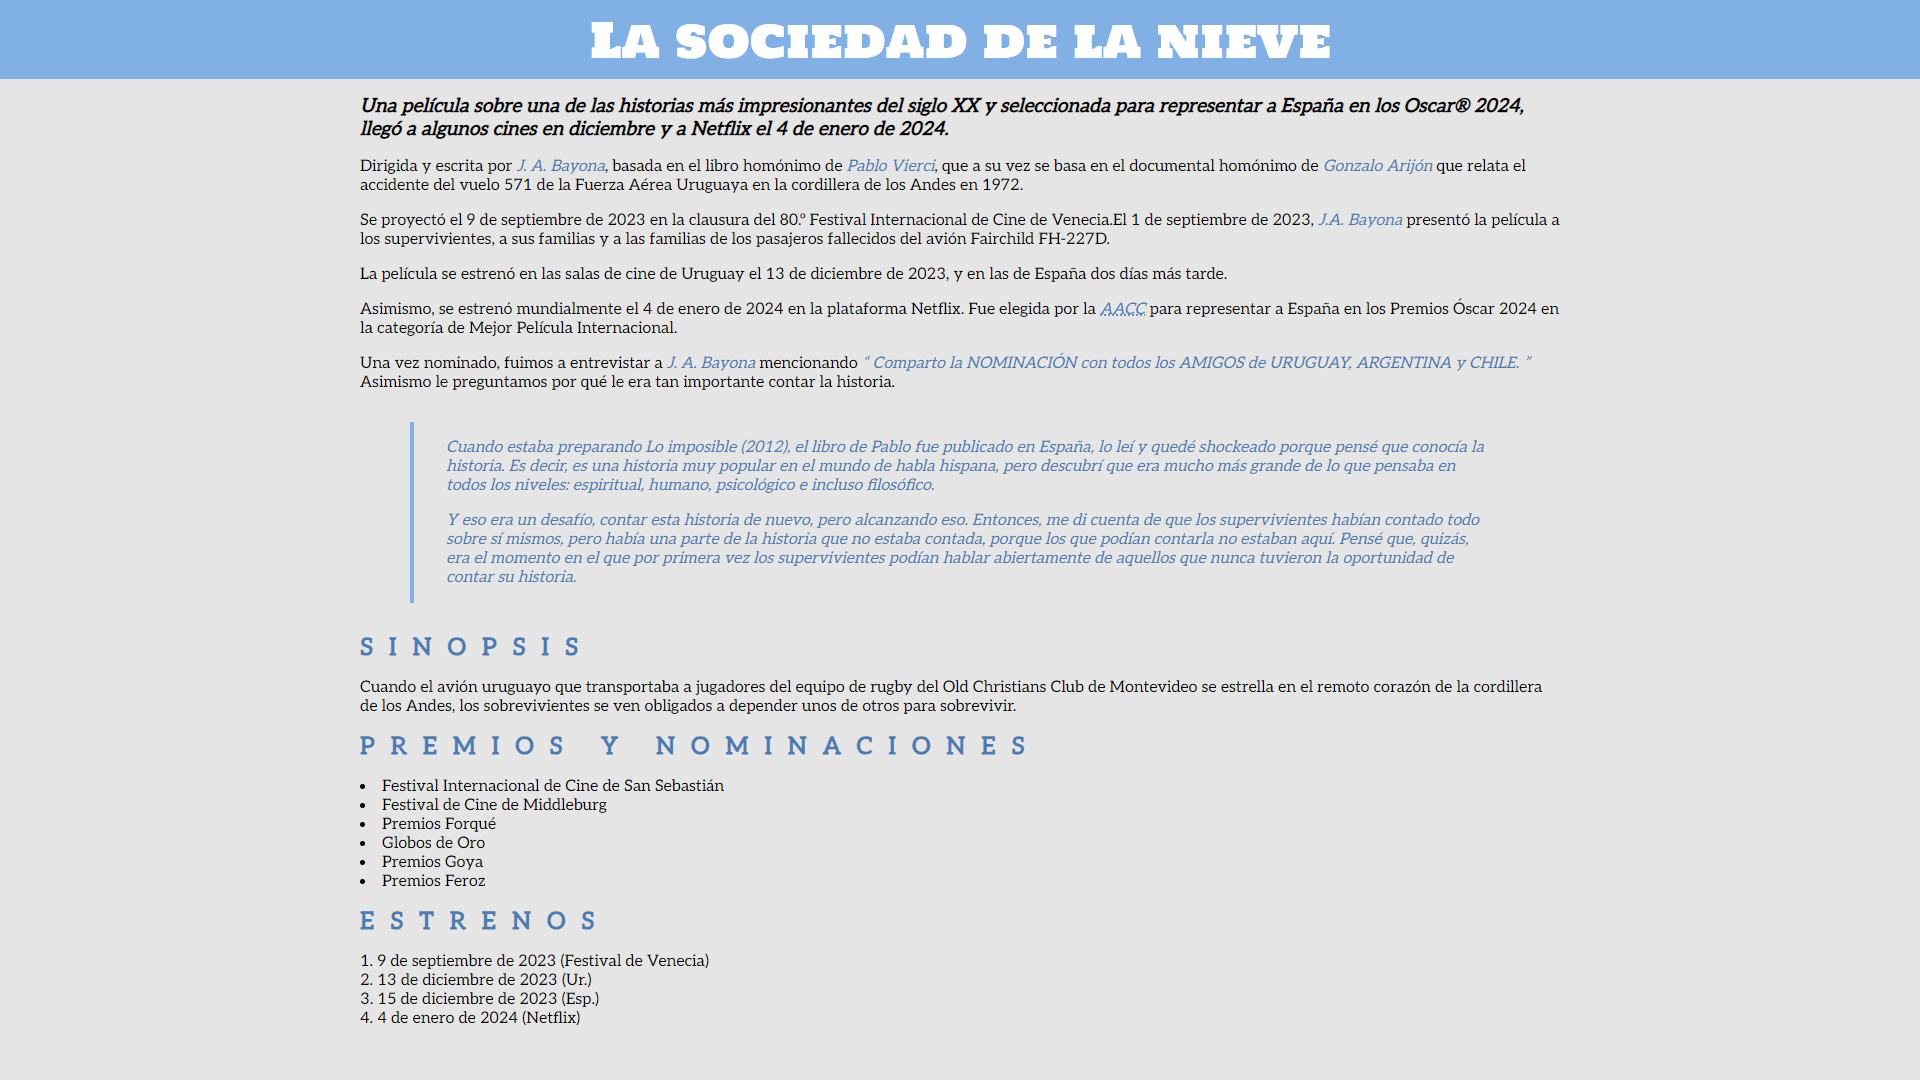 La sociedad de la nieve
Una película sobre una de las historias más impresionantes del siglo XX y seleccionada para representar a España en los Oscar® 2024,
llegó a algunos cines en diciembre y a Netflix el 4 de enero de 2024.
Dirigida y escrita por J. A. Bayona, basada en el libro homónimo de Pablo Vierci, que a su vez se basa en el documental homónimo de Gonzalo Arijón que relata el
accidente del vuelo 571 de la Fuerza Aérea Uruguaya en la cordillera de los Andes en 1972.
Se proyectó el 9 de septiembre de 2023 en la clausura del 80.º Festival Internacional de Cine de Venecia.El 1 de septiembre de 2023, J.A. Bayona presentó la película a
los supervivientes, a sus familias y a las familias de los pasajeros fallecidos del avión Fairchild FH-227D.
La película se estrenó en las salas de cine de Uruguay el 13 de diciembre de 2023, y en las de España dos días más tarde.
Asimismo, se estrenó mundialmente el 4 de enero de 2024 en la plataforma Netflix. Fue elegida por la AACC para representar a España en los Premios Óscar 2024 en
la categoría de Mejor Película Internacional.
Una vez nominado, fuimos a entrevistar a J. A. Bayona mencionando “ Comparto la NOMINACIÓN con todos los AMIGOS de URUGUAY, ARGENTINA y CHILE. ”
Asimismo le preguntamos por qué le era tan importante contar la historia.
Cuando estaba preparando Lo imposible (2012), el libro de Pablo fue publicado en España, lo leí y quedé shockeado porque pensé que conocía la
historia. Es decir, es una historia muy popular en el mundo de habla hispana, pero descubrí que era mucho más grande de lo que pensaba en
todos los niveles: espiritual, humano, psicológico e incluso filosófico.
Y eso era un desafío, contar esta historia de nuevo, pero alcanzando eso. Entonces, me di cuenta de que los supervivientes habían contado todo
sobre sí mismos, pero había una parte de la historia que no estaba contada, porque los que podían contarla no estaban aquí. Pensé que, quizás,
era el momento en el que por primera vez los supervivientes podían hablar abiertamente de aquellos que nunca tuvieron la oportunidad de
contar su historia.
SINOPSIS
Cuando el avión uruguayo que transportaba a jugadores del equipo de rugby del Old Christians Club de Montevideo se estrella en el remoto corazón de la cordillera
de los Andes, los sobrevivientes se ven obligados a depender unos de otros para sobrevivir.
PREMIOS Y NOMINACIONES
• Festival Internacional de Cine de San Sebastián
• Festival de Cine de Middleburg
• Premios Forqué
• Globos de Oro
• Premios Goya
• Premios Feroz
ESTRENOS
1. 9 de septiembre de 2023 (Festival de Venecia)
2. 13 de diciembre de 2023 (Ur.)
3. 15 de diciembre de 2023 (Esp.)
4. 4 de enero de 2024 (Netflix)